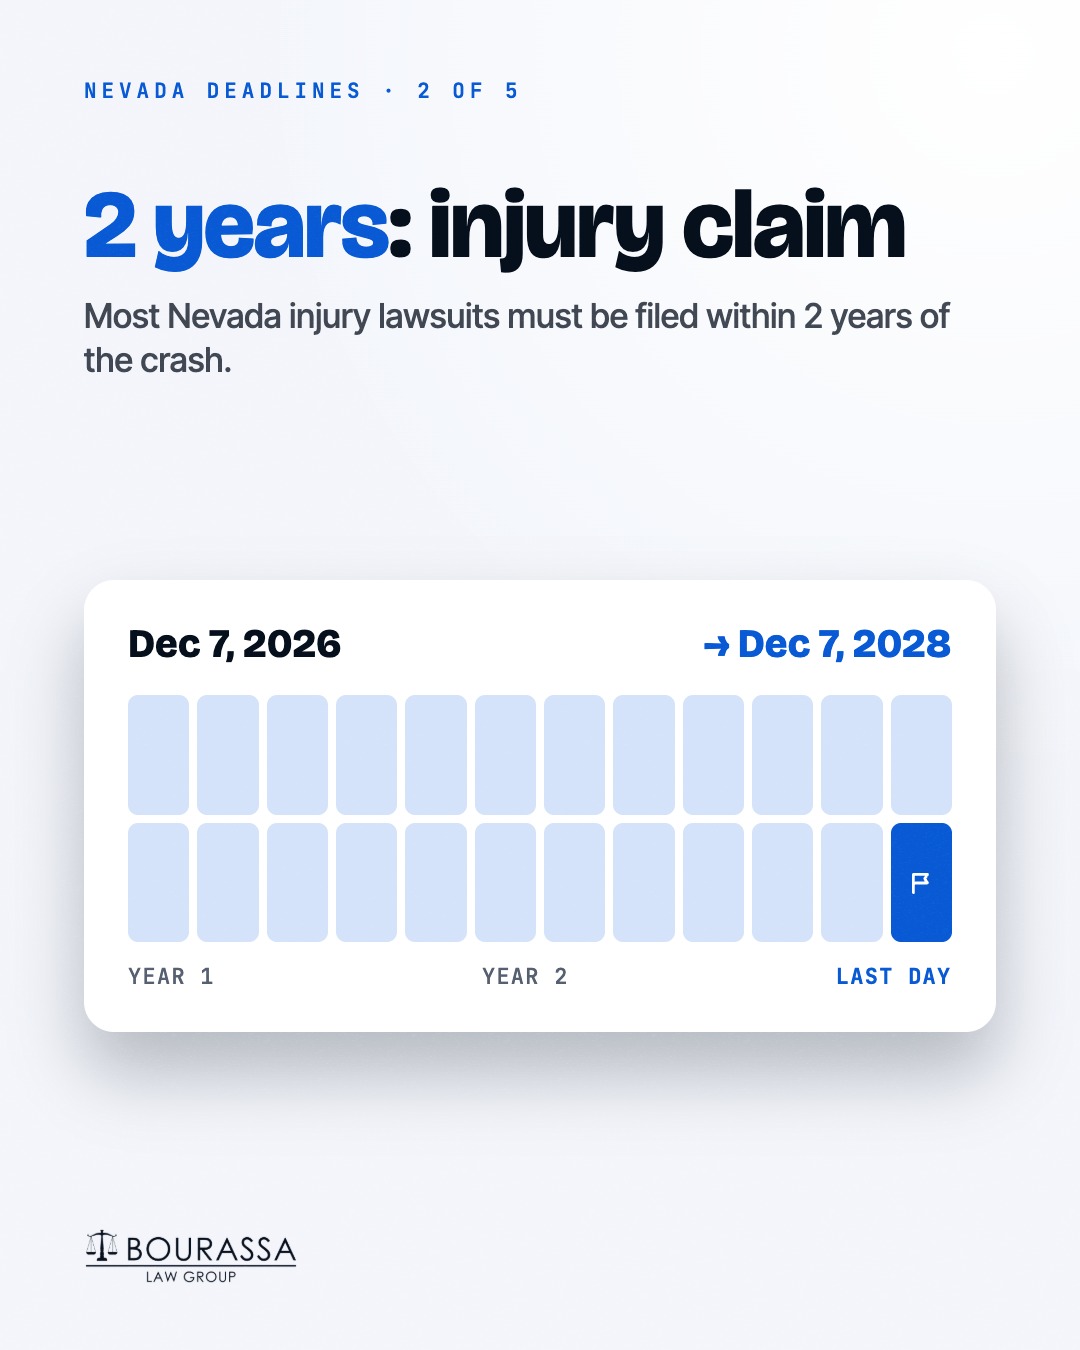 NEVADA DEADLINES · 2 OF 5
2 years: injury claim
Most Nevada injury lawsuits must be filed within 2 years of
the crash.
Dec 7, 2026
→ Dec 7, 2028
YEAR 1
YEAR 2
LAST DAY
BOURASSA
LAW GROUP